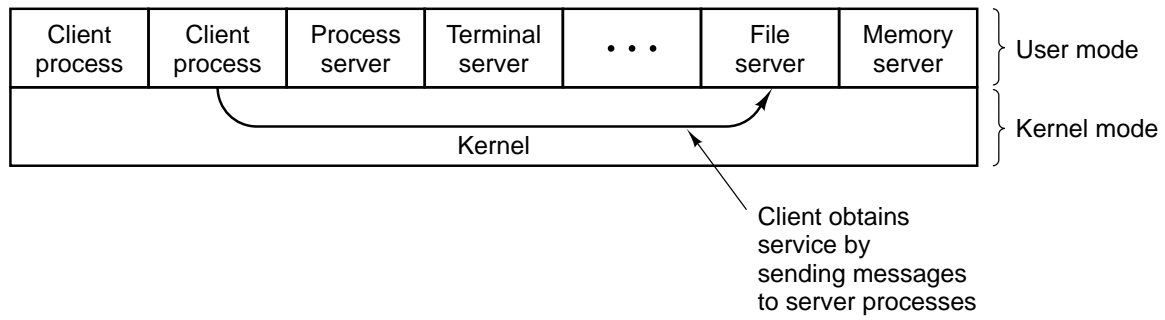 Client
process
Client
process
Process
server
Terminal
server
• • •
File
server
Memory
server
User mode
Kernel
Kernel mode
Client obtains
service by
sending messages
to server processes